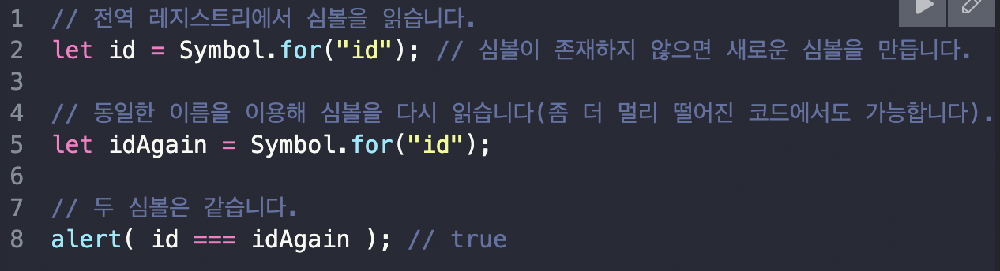 1 // 전역 레지스트리에서 심볼을 읽습니다.
2 let id = Symbol.for("id"); // 심볼이 존재하지 않으면 새로운 심볼을 만듭니다.
3
4 // 동일한 이름을 이용해 심볼을 다시 읽습니다(좀 더 멀리 떨어진 코드에서도 가능합니다).
5 let idAgain = Symbol.for("id");
6
7 // 두 심볼은 같습니다.
8 alert( id === idAgain ); // true